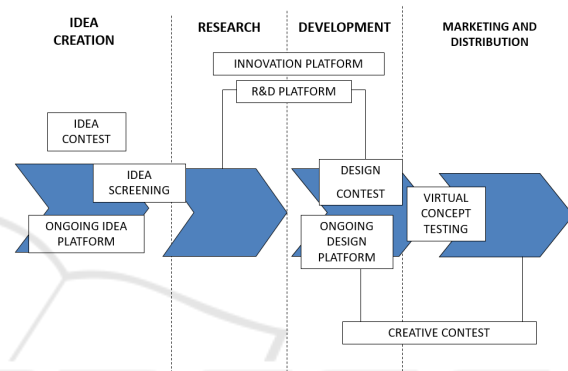 IDEA
CREATION
RESEARCH
DEVELOPMENT
MARKETING AND
DISTRIBUTION
INNOVATION PLATFORM
R&D PLATFORM
IDEA
CONTEST
IDEA
SCREENING
ONGOING IDEA
PLATFORM
DESIGN
CONTEST
ONGOING
DESIGN
PLATFORM
VIRTUAL
CONCEPT
TESTING
CREATIVE CONTEST